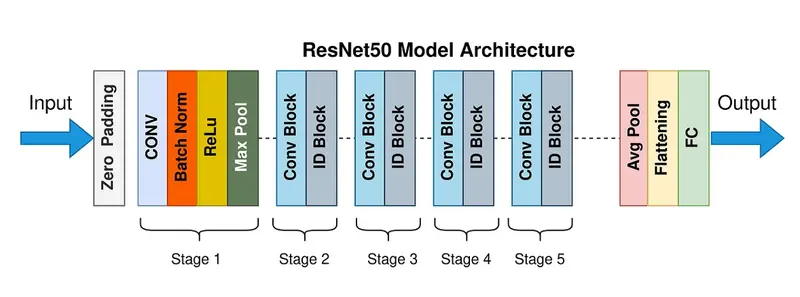 ResNet50 Model Architecture
Input
Zero Padding
CONV
Batch Norm
ReLu
Max Pool
Conv Block
ID Block
Conv Block
ID Block
Conv Block
ID Block
Conv Block
ID Block
Avg Pool
Flattening
FC
Output
Stage 1
Stage 2
Stage 3
Stage 4
Stage 5